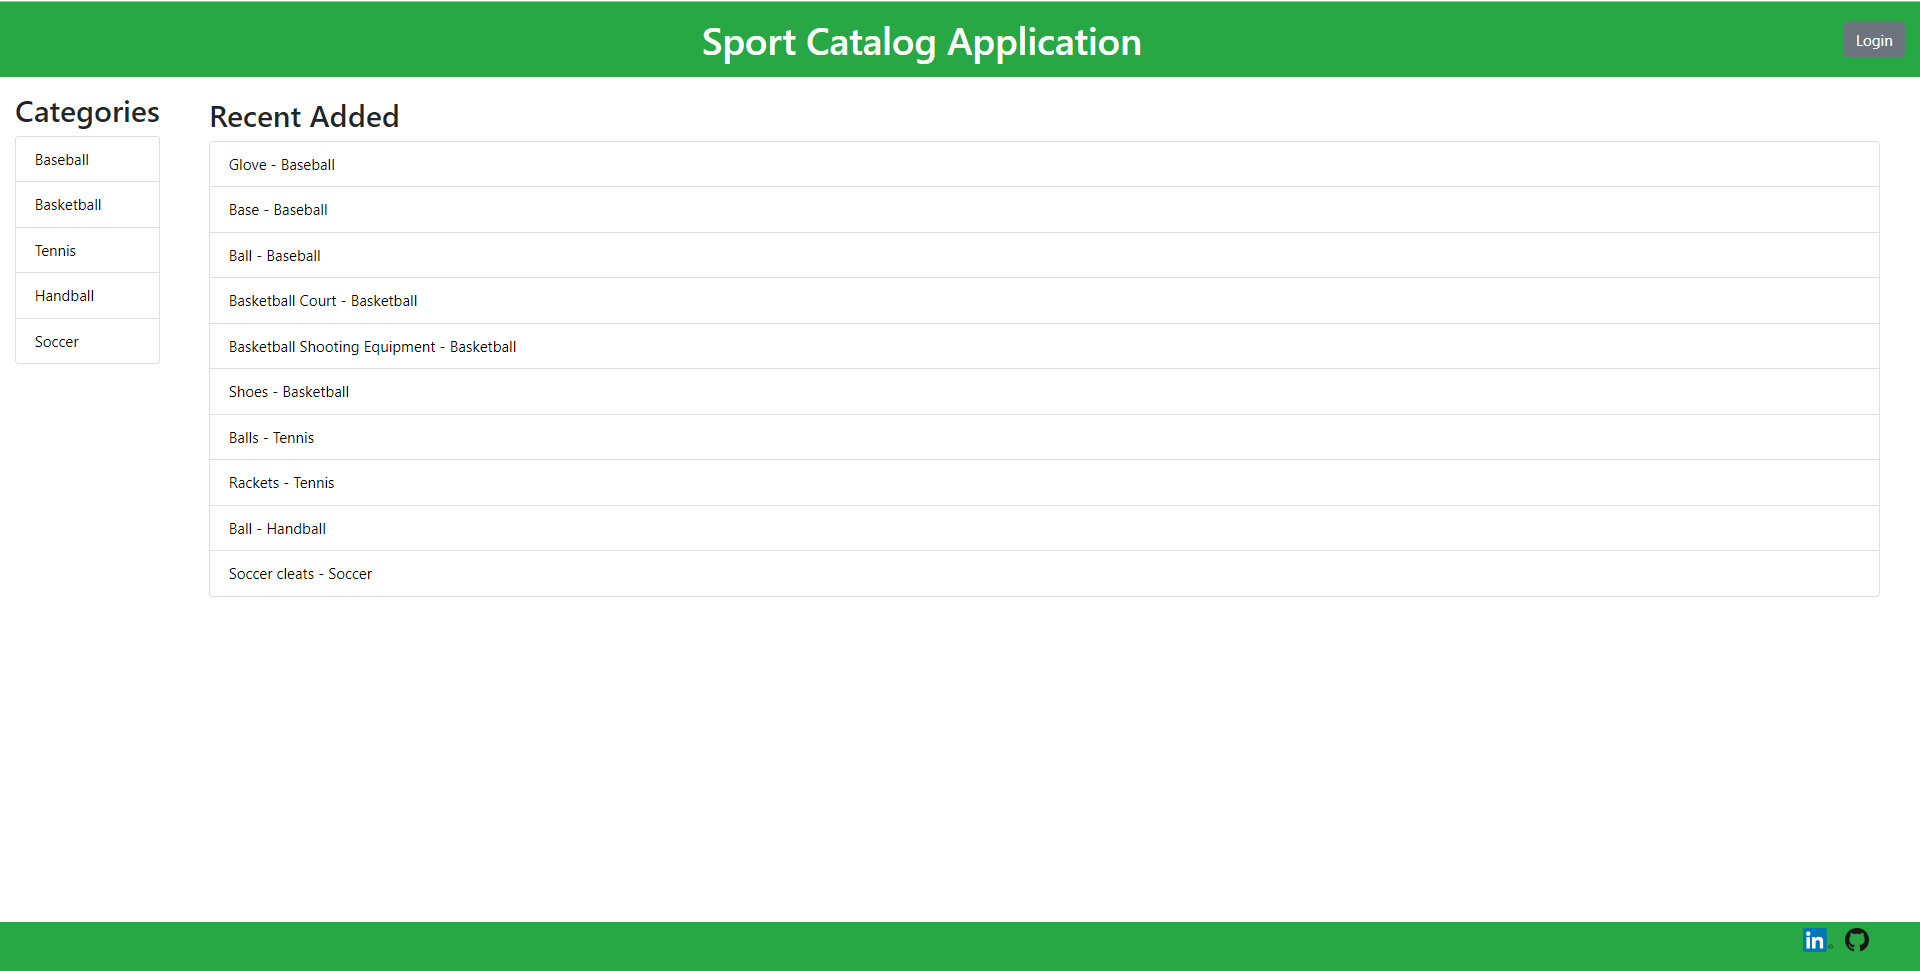 Sport Catalog Application
Login
Categories
Baseball
Basketball
Tennis
Handball
Soccer
Recent Added
Glove - Baseball
Base - Baseball
Ball - Baseball
Basketball Court - Basketball
Basketball Shooting Equipment - Basketball
Shoes - Basketball
Balls - Tennis
Rackets - Tennis
Ball - Handball
Soccer cleats - Soccer
in